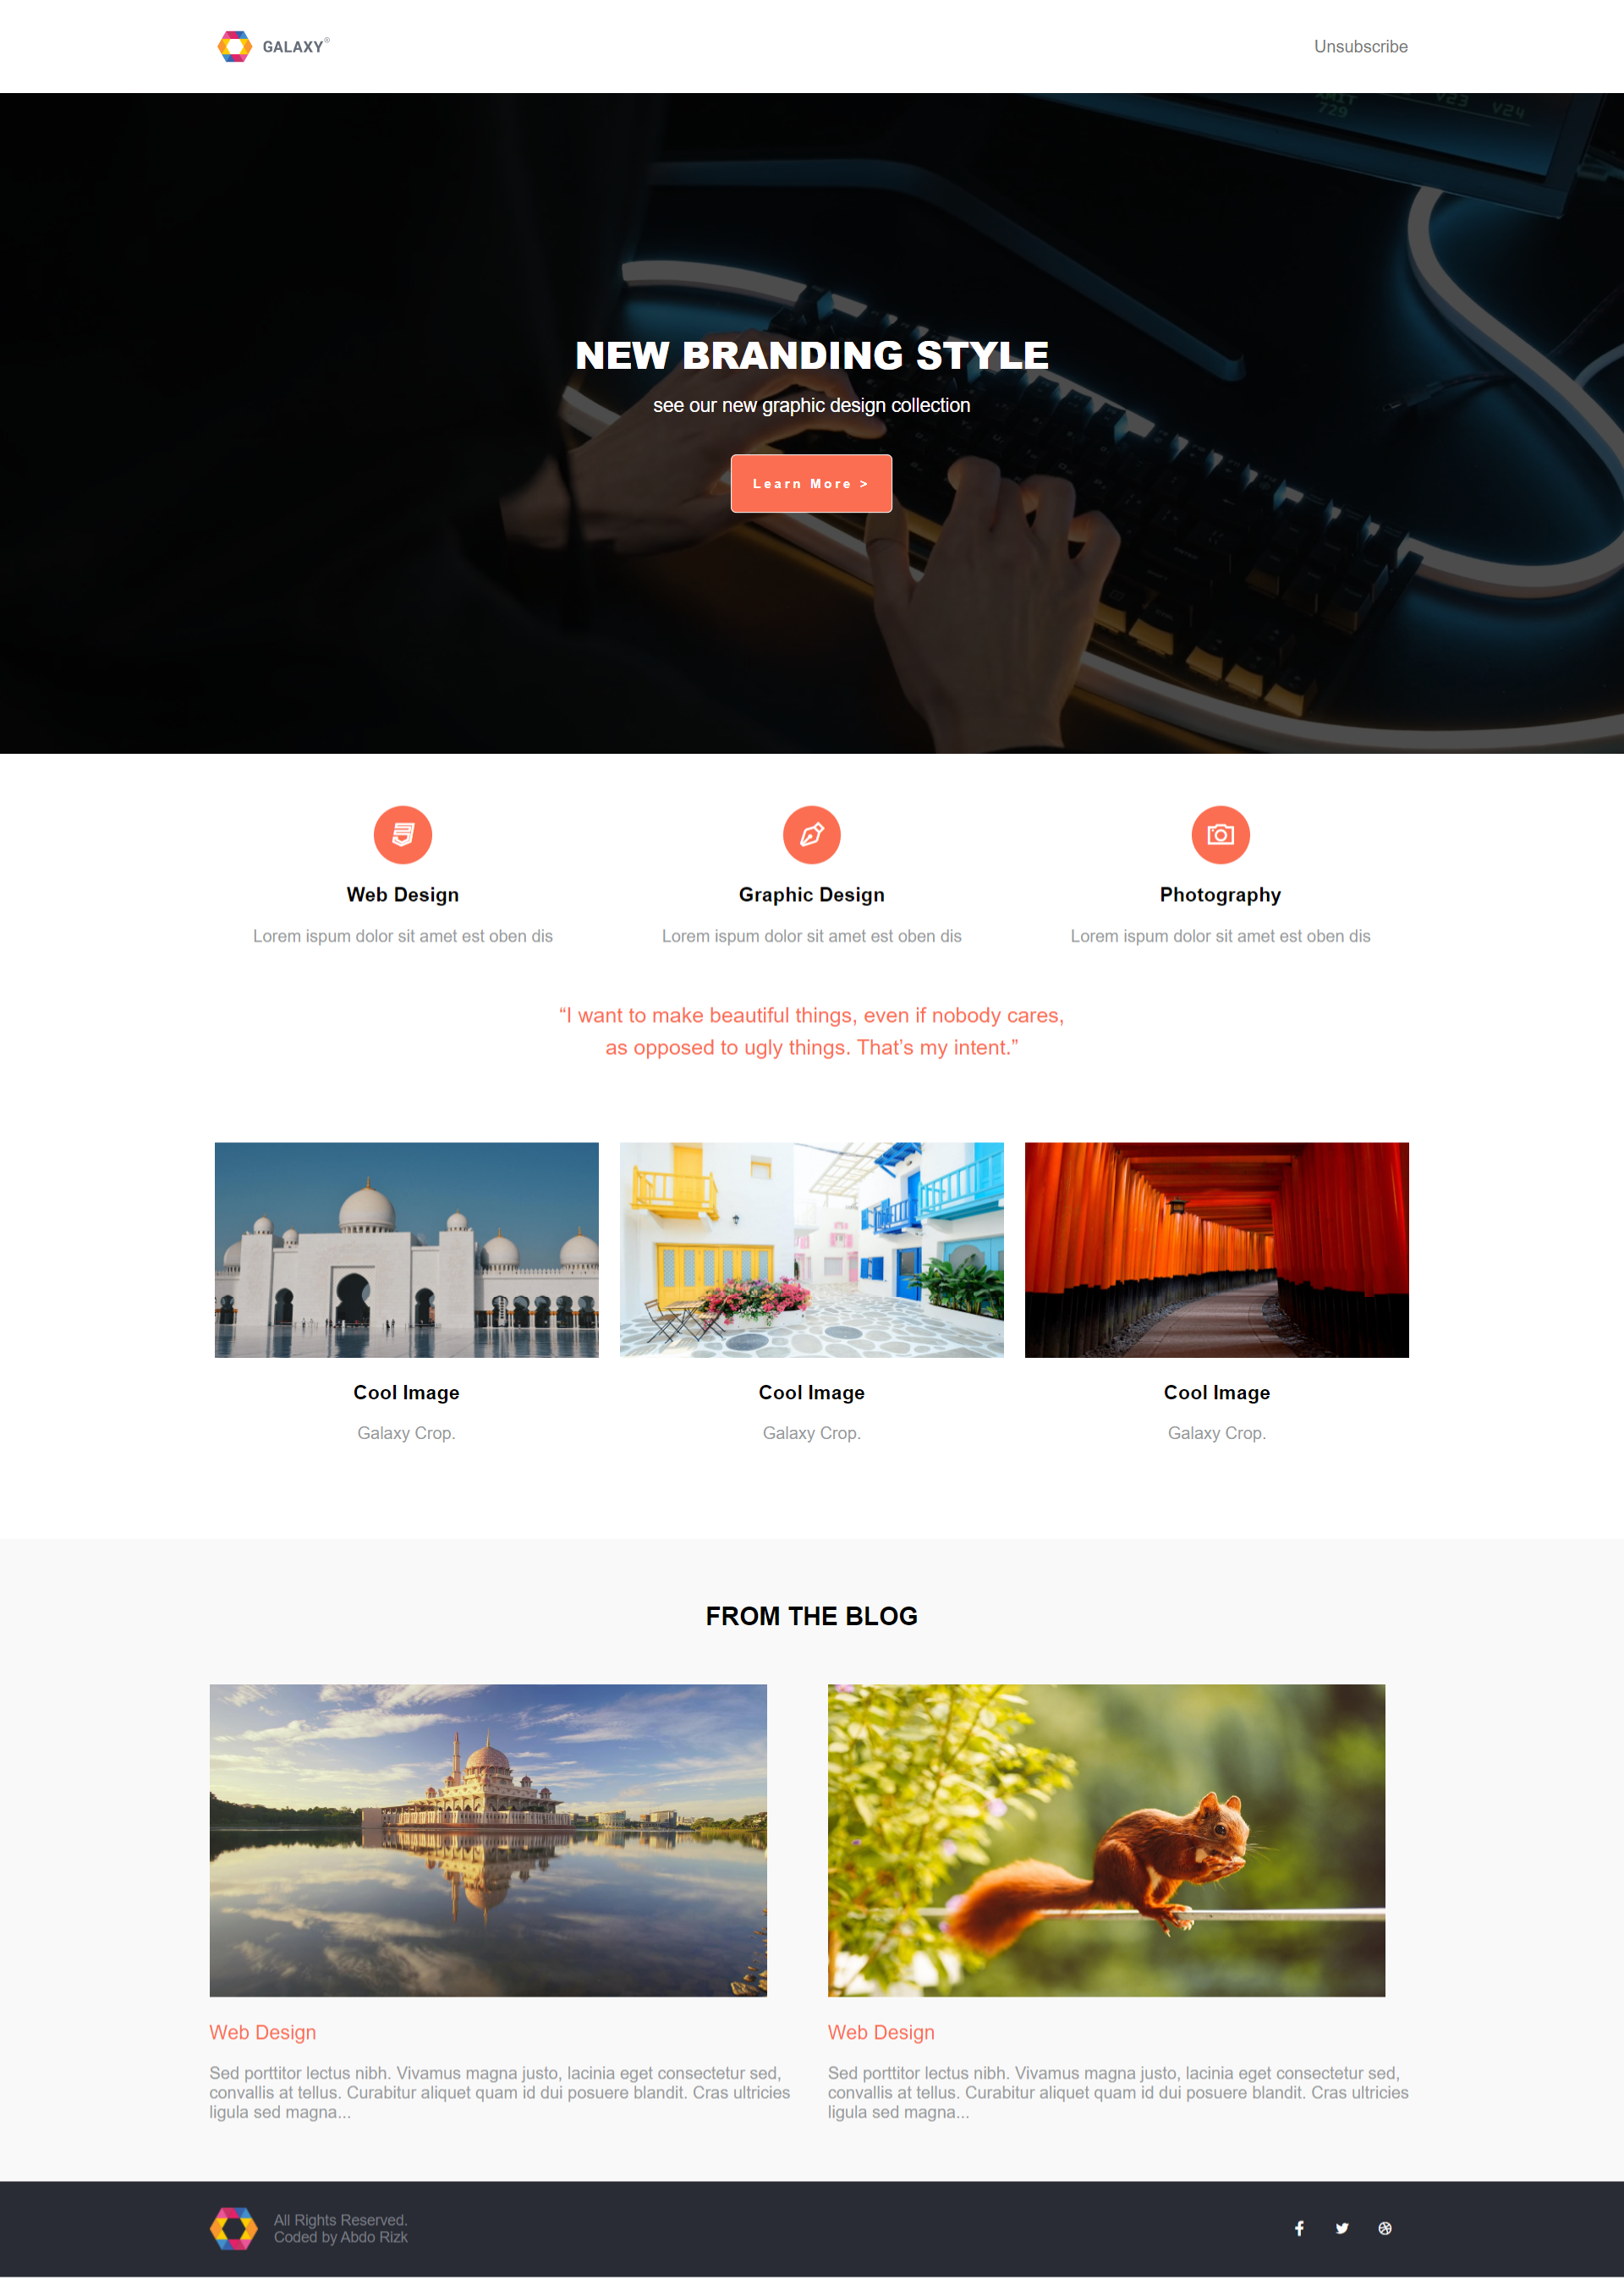 GALAXY®
Unsubscribe
XMIT
729
V23 V24
NEW BRANDING STYLE
see our new graphic design collection
Learn More >
Web Design
Graphic Design
Photography
Lorem ispum dolor sit amet est oben dis
Lorem ispum dolor sit amet est oben dis
Lorem ispum dolor sit amet est oben dis
“I want to make beautiful things, even if nobody cares,
as opposed to ugly things. That’s my intent.”
Cool Image
Cool Image
Cool Image
Galaxy Crop.
Galaxy Crop.
Galaxy Crop.
FROM THE BLOG
Web Design
Sed porttitor lectus nibh. Vivamus magna justo, lacinia eget consectetur sed,
convallis at tellus. Curabitur aliquet quam id dui posuere blandit. Cras ultricies
ligula sed magna...
Web Design
Sed porttitor lectus nibh. Vivamus magna justo, lacinia eget consectetur sed,
convallis at tellus. Curabitur aliquet quam id dui posuere blandit. Cras ultricies
ligula sed magna...
All Rights Reserved.
Coded by Abdo Rizk